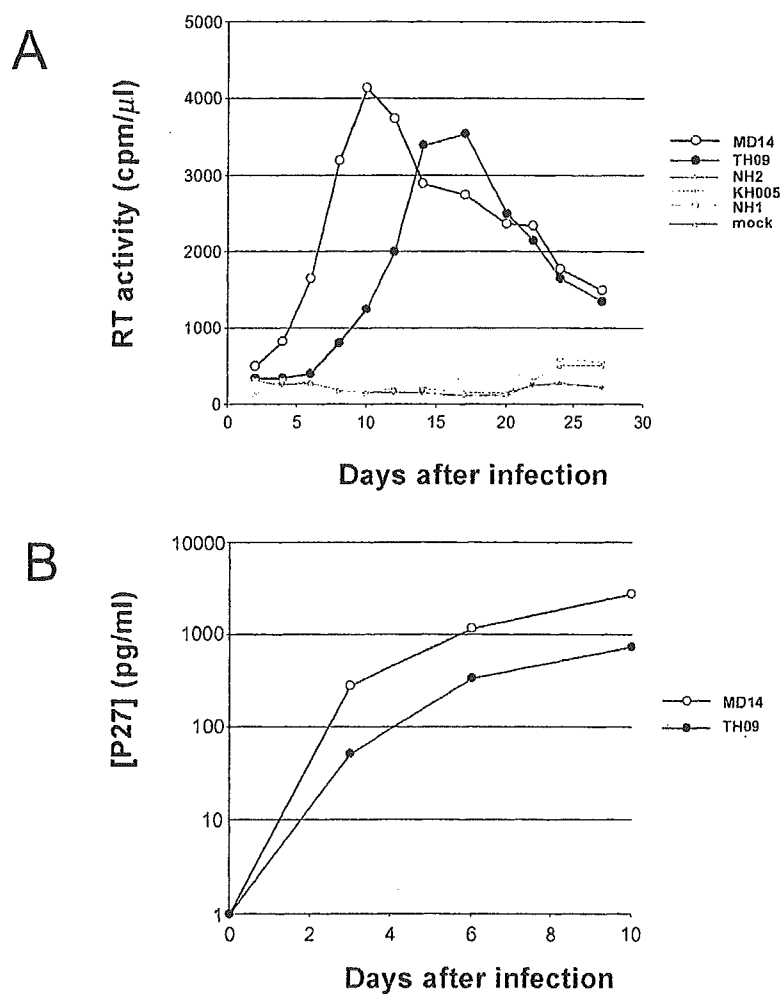 A
RT activity (cpm/μl)
5000
4000
3000
2000
1000
0
0
5
10
15
20
25
30
Days after infection
MD14
TH09
NH2
KH005
NH1
mock
B
[P27] (pg/ml)
10000
1000
100
10
1
0
2
4
6
8
10
Days after infection
MD14
TH09